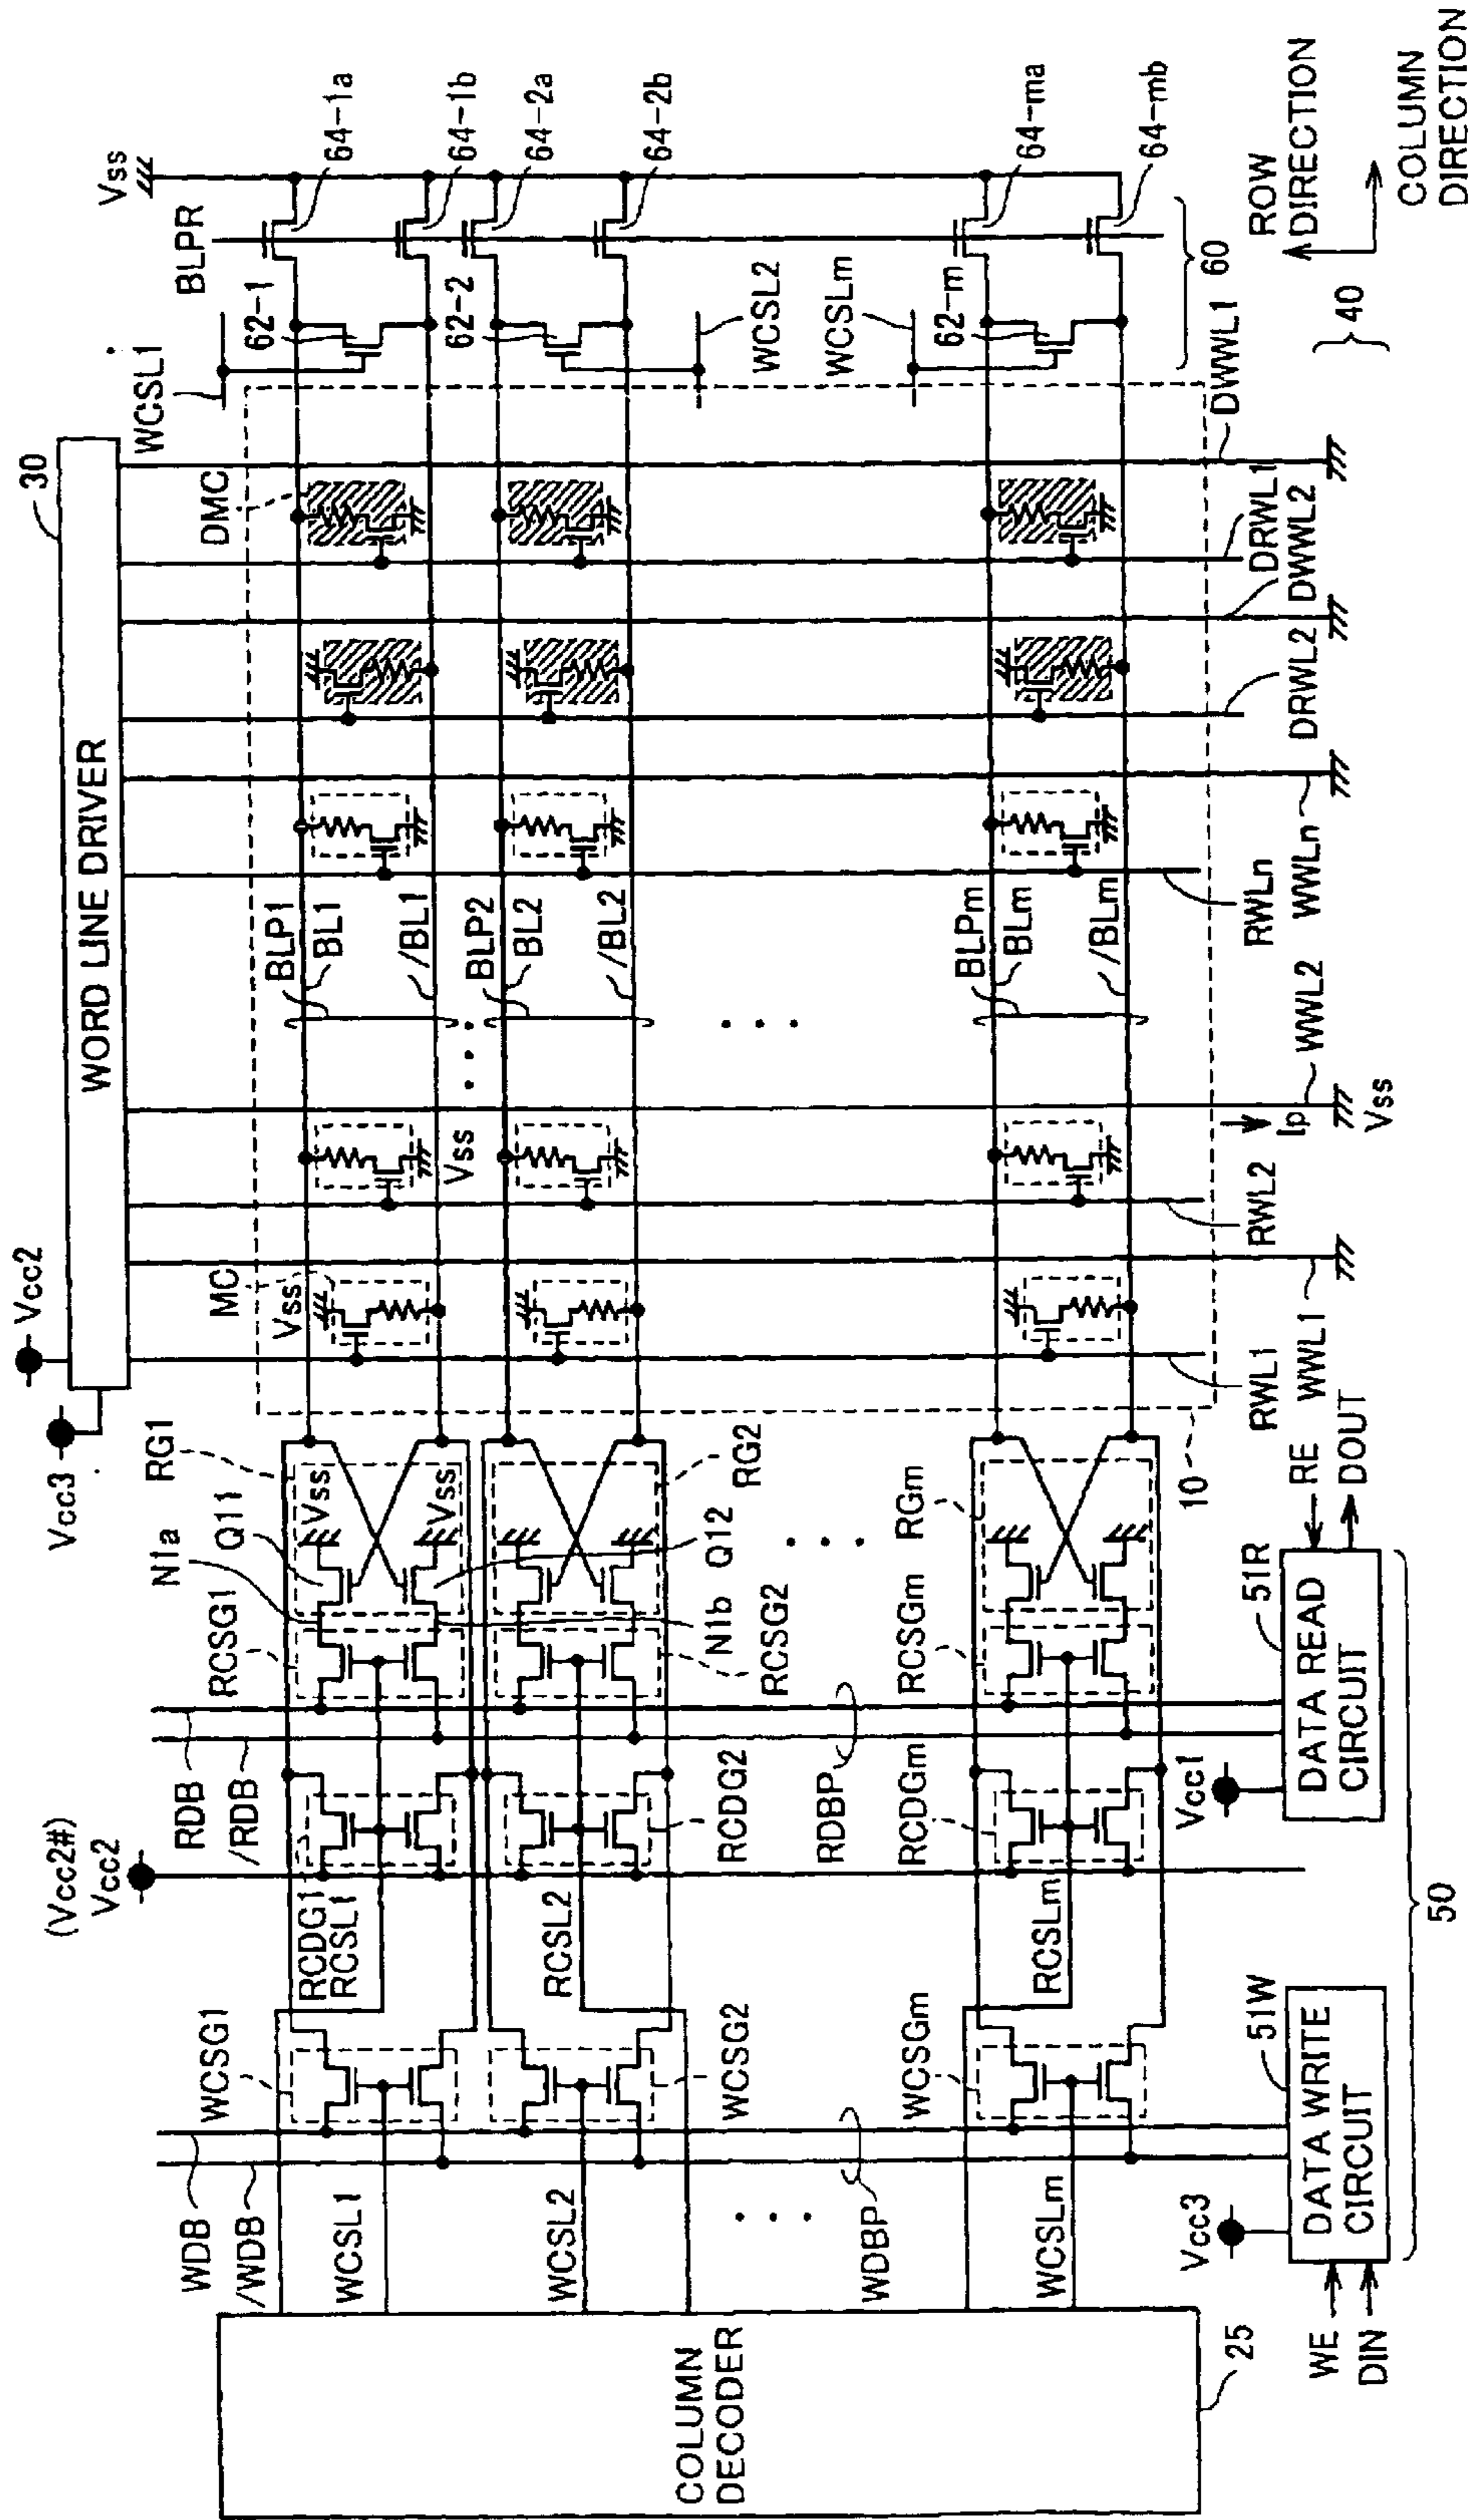 Vcc3
Vcc2
30
WORD LINE DRIVER
WCSL1
BLPR
Vss
(Vcc2#)
Vcc2
WDB
/WDB
RDB
/RDB
WCSG1
RCDG1
RCSL1
RCSG1
N1a
Q11
RG1
Vss
Vss
MC
Vss
Vss
BLP1
BL1
/BL1
DMC
62-1
64-1a
64-1b
WCSL1
N1b
Q12
BLP2
BL2
/BL2
62-2
64-2a
64-2b
WCSL2
RCSL2
WCSG2
RCDG2
RCSG2
RG2
WCSL2
WCSLm
WDBP
RDBP
WCSGm
RCDGm
RCSGm
RGm
BLPm
BLm
/BLm
62-m
64-ma
64-mb
WCSLm
RCSLm
COLUMN
DECODER
25
Vcc3
Vcc1
10
RWL1
WWL1
RWL2
Ip
WWL2
Vss
RWLn
WWLn
DRWL2
DWWL2
DRWL1
DWWL1
60
40
ROW
DIRECTION
COLUMN
DIRECTION
WE
DIN
DATA WRITE
CIRCUIT
51W
DATA READ
CIRCUIT
51R
RE
DOUT
50